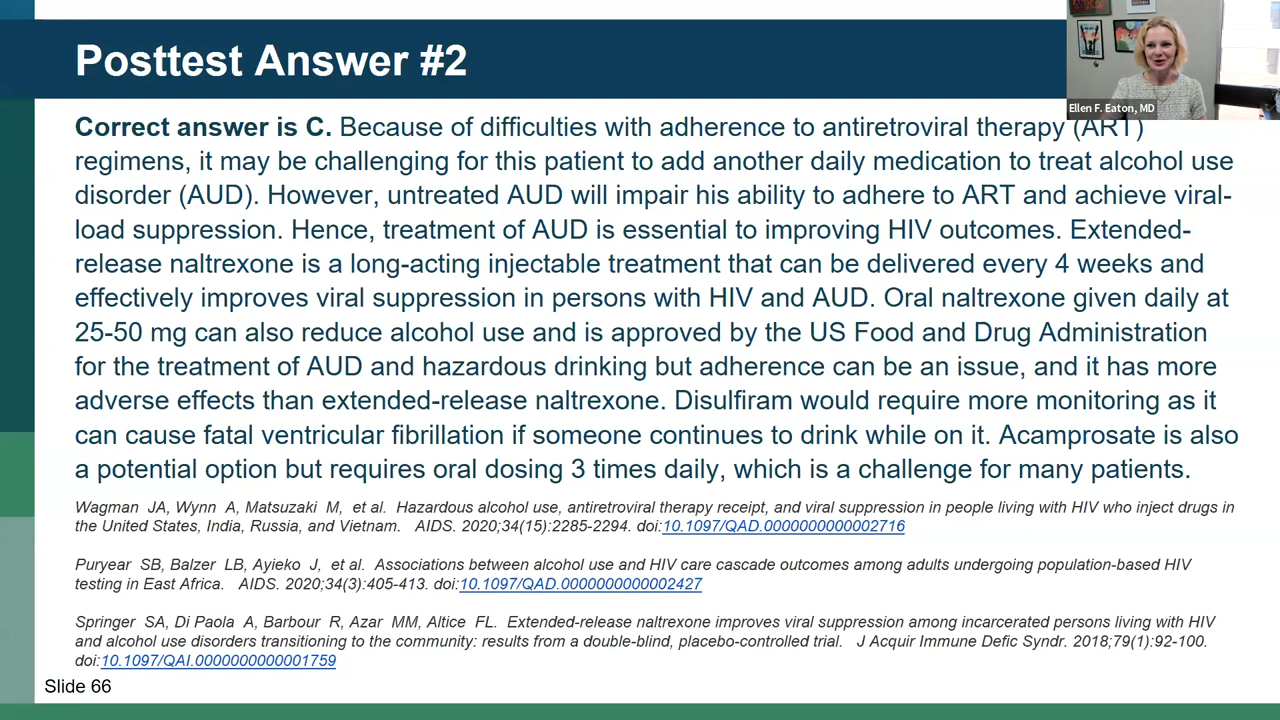 Posttest Answer #2
Ellen F. Eaton, MD
Correct answer is C. Because of difficulties with adherence to antiretroviral therapy (ART)
regimens, it may be challenging for this patient to add another daily medication to treat alcohol use
disorder (AUD). However, untreated AUD will impair his ability to adhere to ART and achieve viral-
load suppression. Hence, treatment of AUD is essential to improving HIV outcomes. Extended-
release naltrexone is a long-acting injectable treatment that can be delivered every 4 weeks and
effectively improves viral suppression in persons with HIV and AUD. Oral naltrexone given daily at
25-50 mg can also reduce alcohol use and is approved by the US Food and Drug Administration
for the treatment of AUD and hazardous drinking but adherence can be an issue, and it has more
adverse effects than extended-release naltrexone. Disulfiram would require more monitoring as it
can cause fatal ventricular fibrillation if someone continues to drink while on it. Acamprosate is also
a potential option but requires oral dosing 3 times daily, which is a challenge for many patients.
Wagman JA, Wynn A, Matsuzaki M, et al. Hazardous alcohol use, antiretroviral therapy receipt, and viral suppression in people living with HIV who inject drugs in
the United States, India, Russia, and Vietnam. AIDS. 2020;34(15):2285-2294. doi:10.1097/QAD.0000000000002716
Puryear SB, Balzer LB, Ayieko J, et al. Associations between alcohol use and HIV care cascade outcomes among adults undergoing population-based HIV
testing in East Africa. AIDS. 2020;34(3):405-413. doi:10.1097/QAD.0000000000002427
Springer SA, Di Paola A, Barbour R, Azar MM, Altice FL. Extended-release naltrexone improves viral suppression among incarcerated persons living with HIV
and alcohol use disorders transitioning to the community: results from a double-blind, placebo-controlled trial. J Acquir Immune Defic Syndr. 2018;79(1):92-100.
doi:10.1097/QAI.0000000000001759
Slide 66